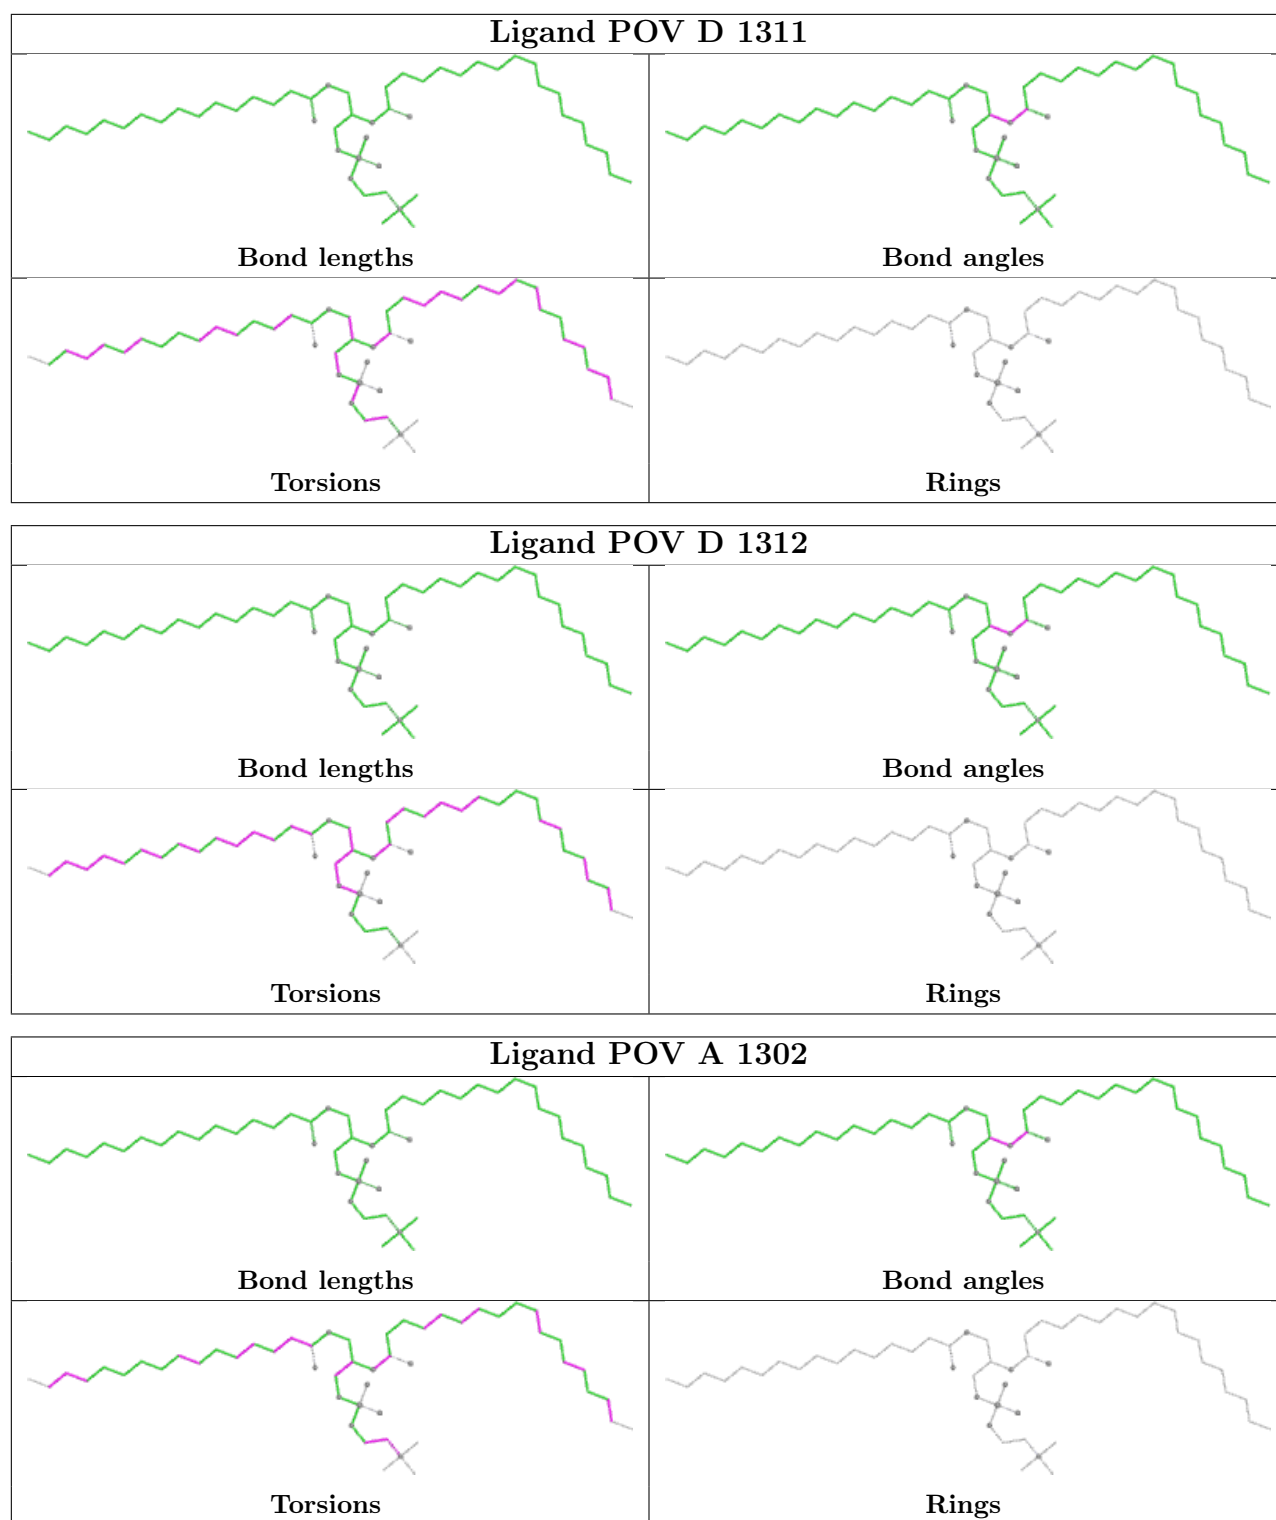 Ligand POV D 1311
Bond lengths
Bond angles
Torsions
Rings
Ligand POV D 1312
Bond lengths
Bond angles
Torsions
Rings
Ligand POV A 1302
Bond lengths
Bond angles
Torsions
Rings